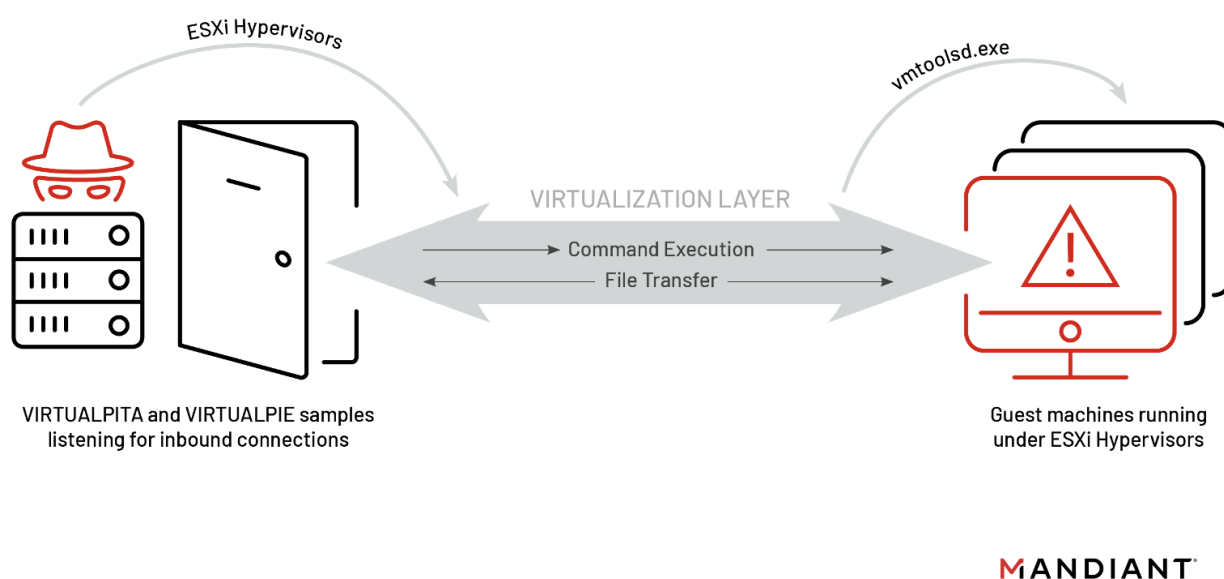 ESXi Hypervisors
vmtoolsd.exe
VIRTUALIZATION LAYER
Command Execution
File Transfer
VIRTUALPITA and VIRTUALPIE samples
listening for inbound connections
Guest machines running
under ESXi Hypervisors
MANDIANT